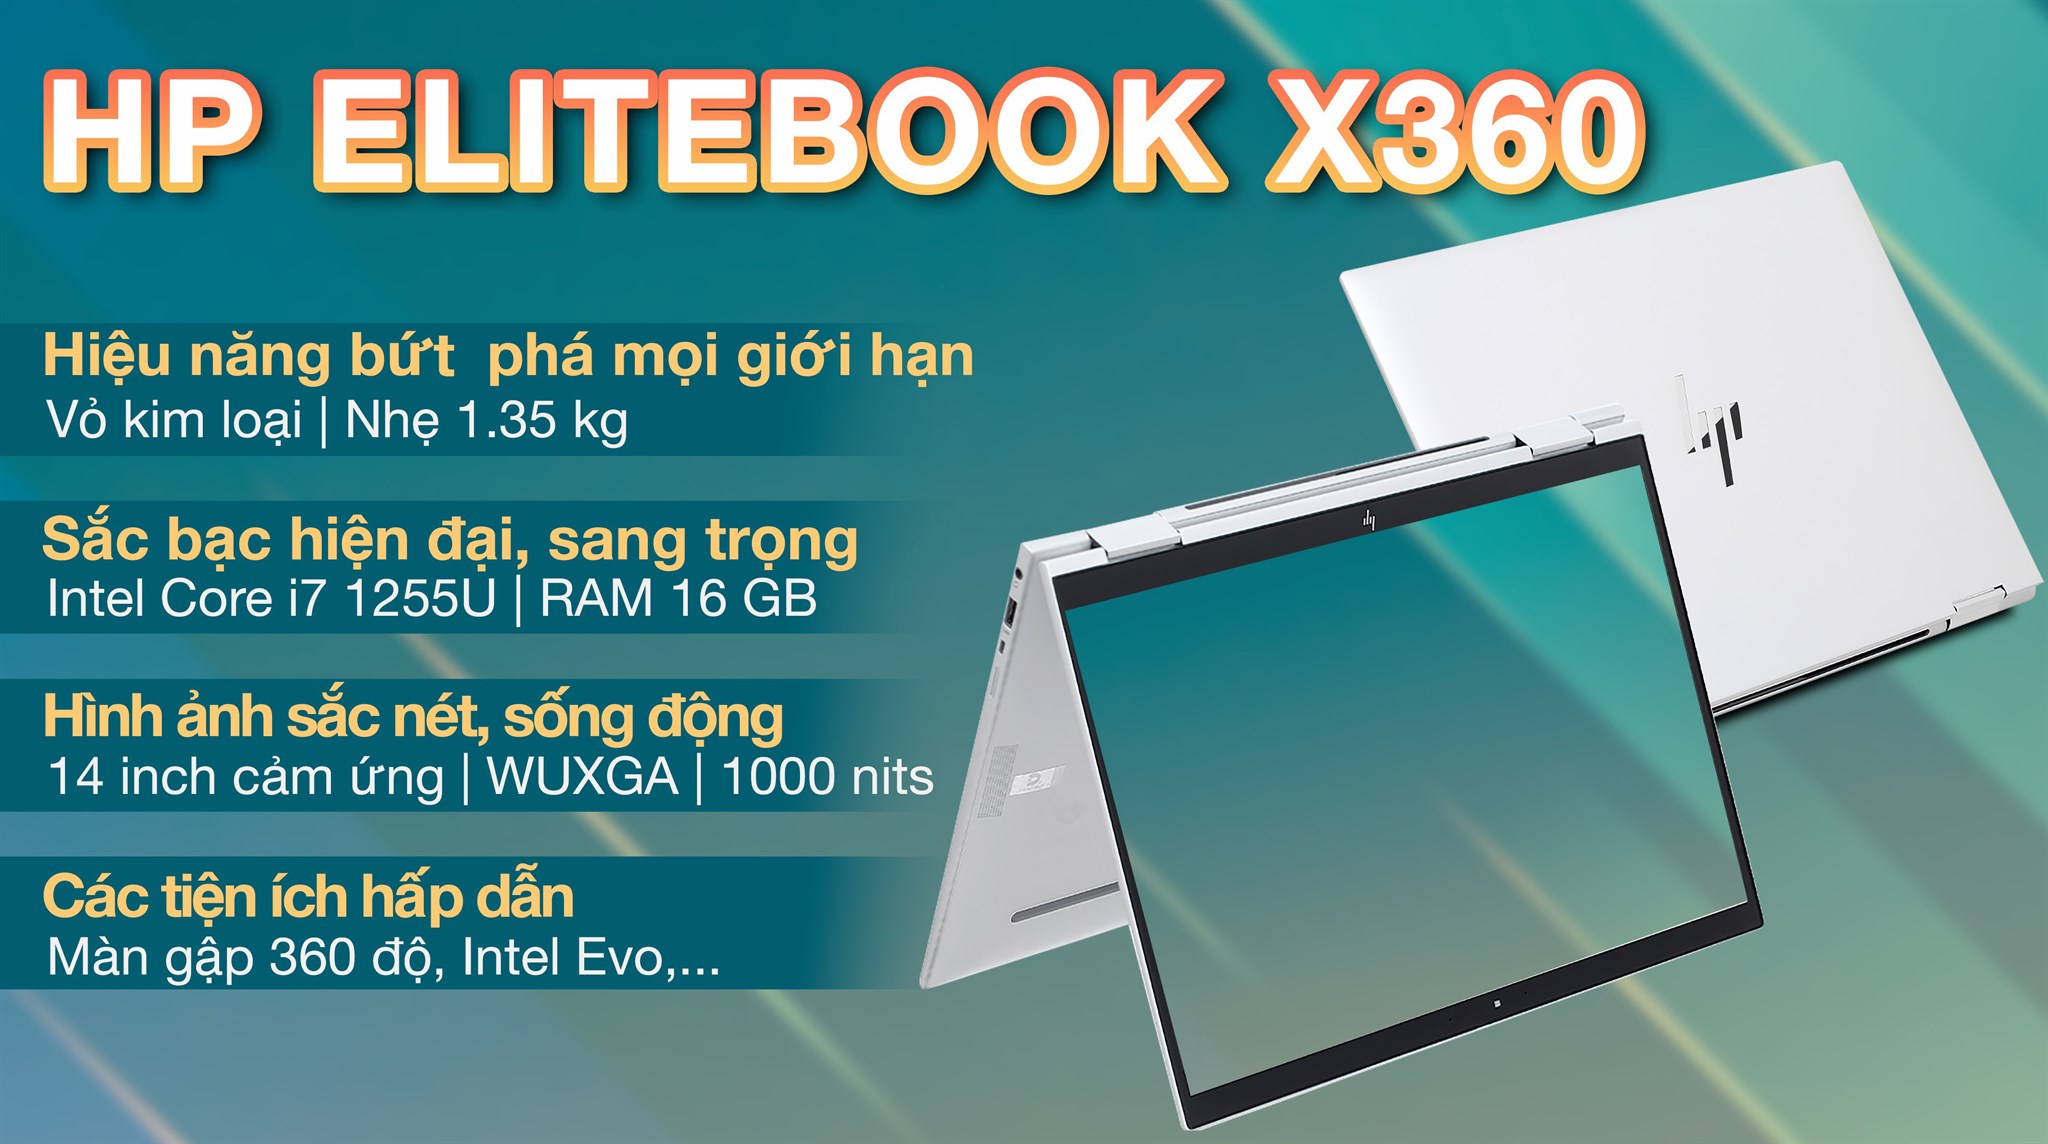 HP ELITEBOOK X360
Hiệu năng bứt phá mọi giới hạn
Vỏ kim loại | Nhẹ 1.35 kg
Sắc bạc hiện đại, sang trọng
Intel Core i7 1255U | RAM 16 GB
Hình ảnh sắc nét, sống động
14 inch cảm ứng | WUXGA | 1000 nits
Các tiện ích hấp dẫn
Màn gập 360 độ, Intel Evo,...
hp
hp